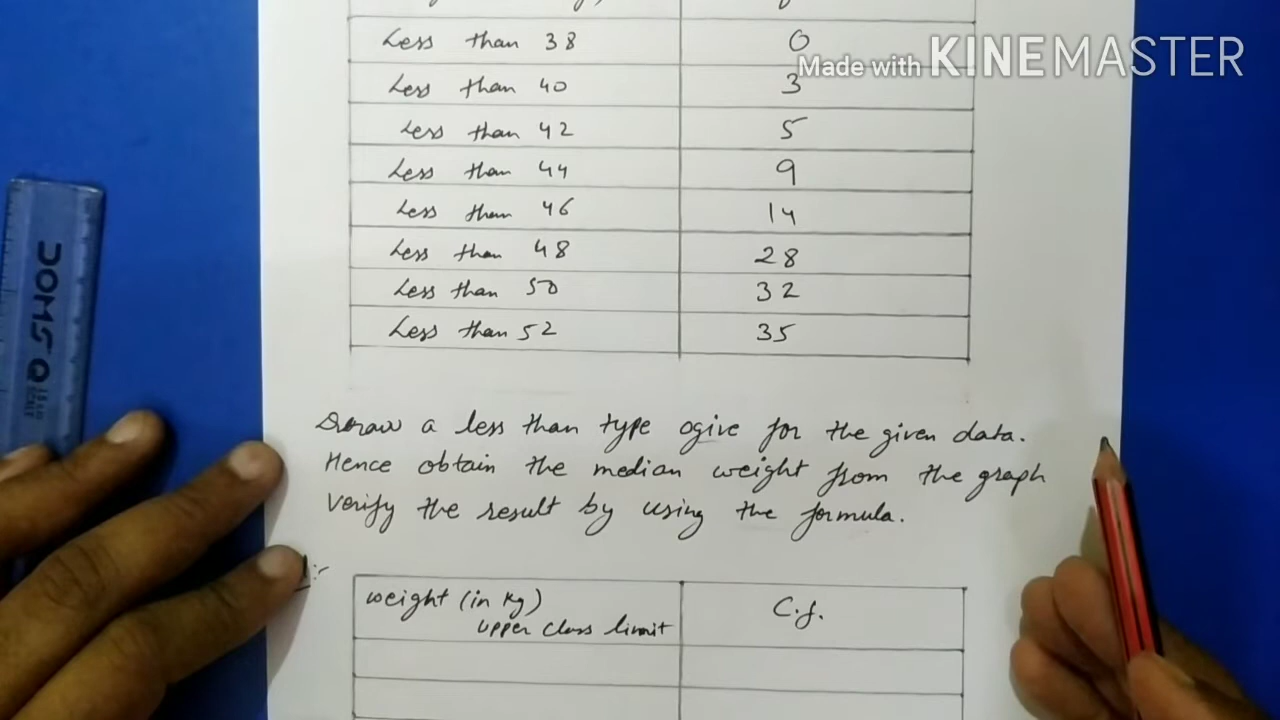 Less than 38 0
Made with KINEMASTER
Less than 40 3
Less than 42 5
Less than 44 9
Less than 46 14
Less than 48 28
Less than 50 32
Less than 52 35
Draw a less than type ogive for the given data.
Hence obtain the median weight from the graph
Verify the result by using the formula.
weight (in Kg) C.f.
upper class limit
DOMS